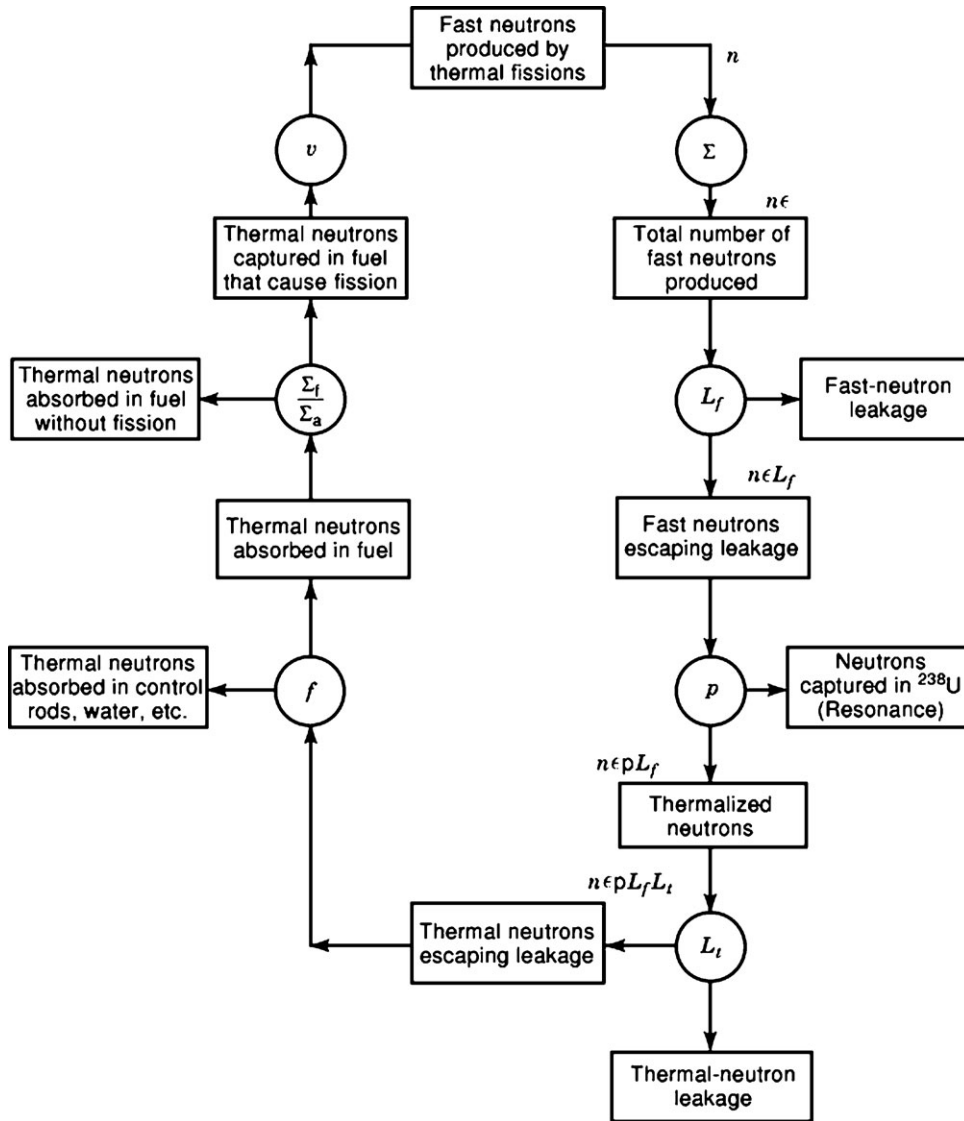 Fast neutrons
produced by
thermal fissions
n
v
Σ
nϵ
Thermal neutrons
captured in fuel
that cause fission
Total number of
fast neutrons
produced
Thermal neutrons
absorbed in fuel
without fission
Σf
Σa
Lf
Fast-neutron
leakage
nϵLf
Thermal neutrons
absorbed in fuel
Fast neutrons
escaping leakage
Thermal neutrons
absorbed in control
rods, water, etc.
f
p
Neutrons
captured in ²³⁸U
(Resonance)
nϵpLf
Thermalized
neutrons
nϵpLfLt
Thermal neutrons
escaping leakage
Lt
Thermal-neutron
leakage